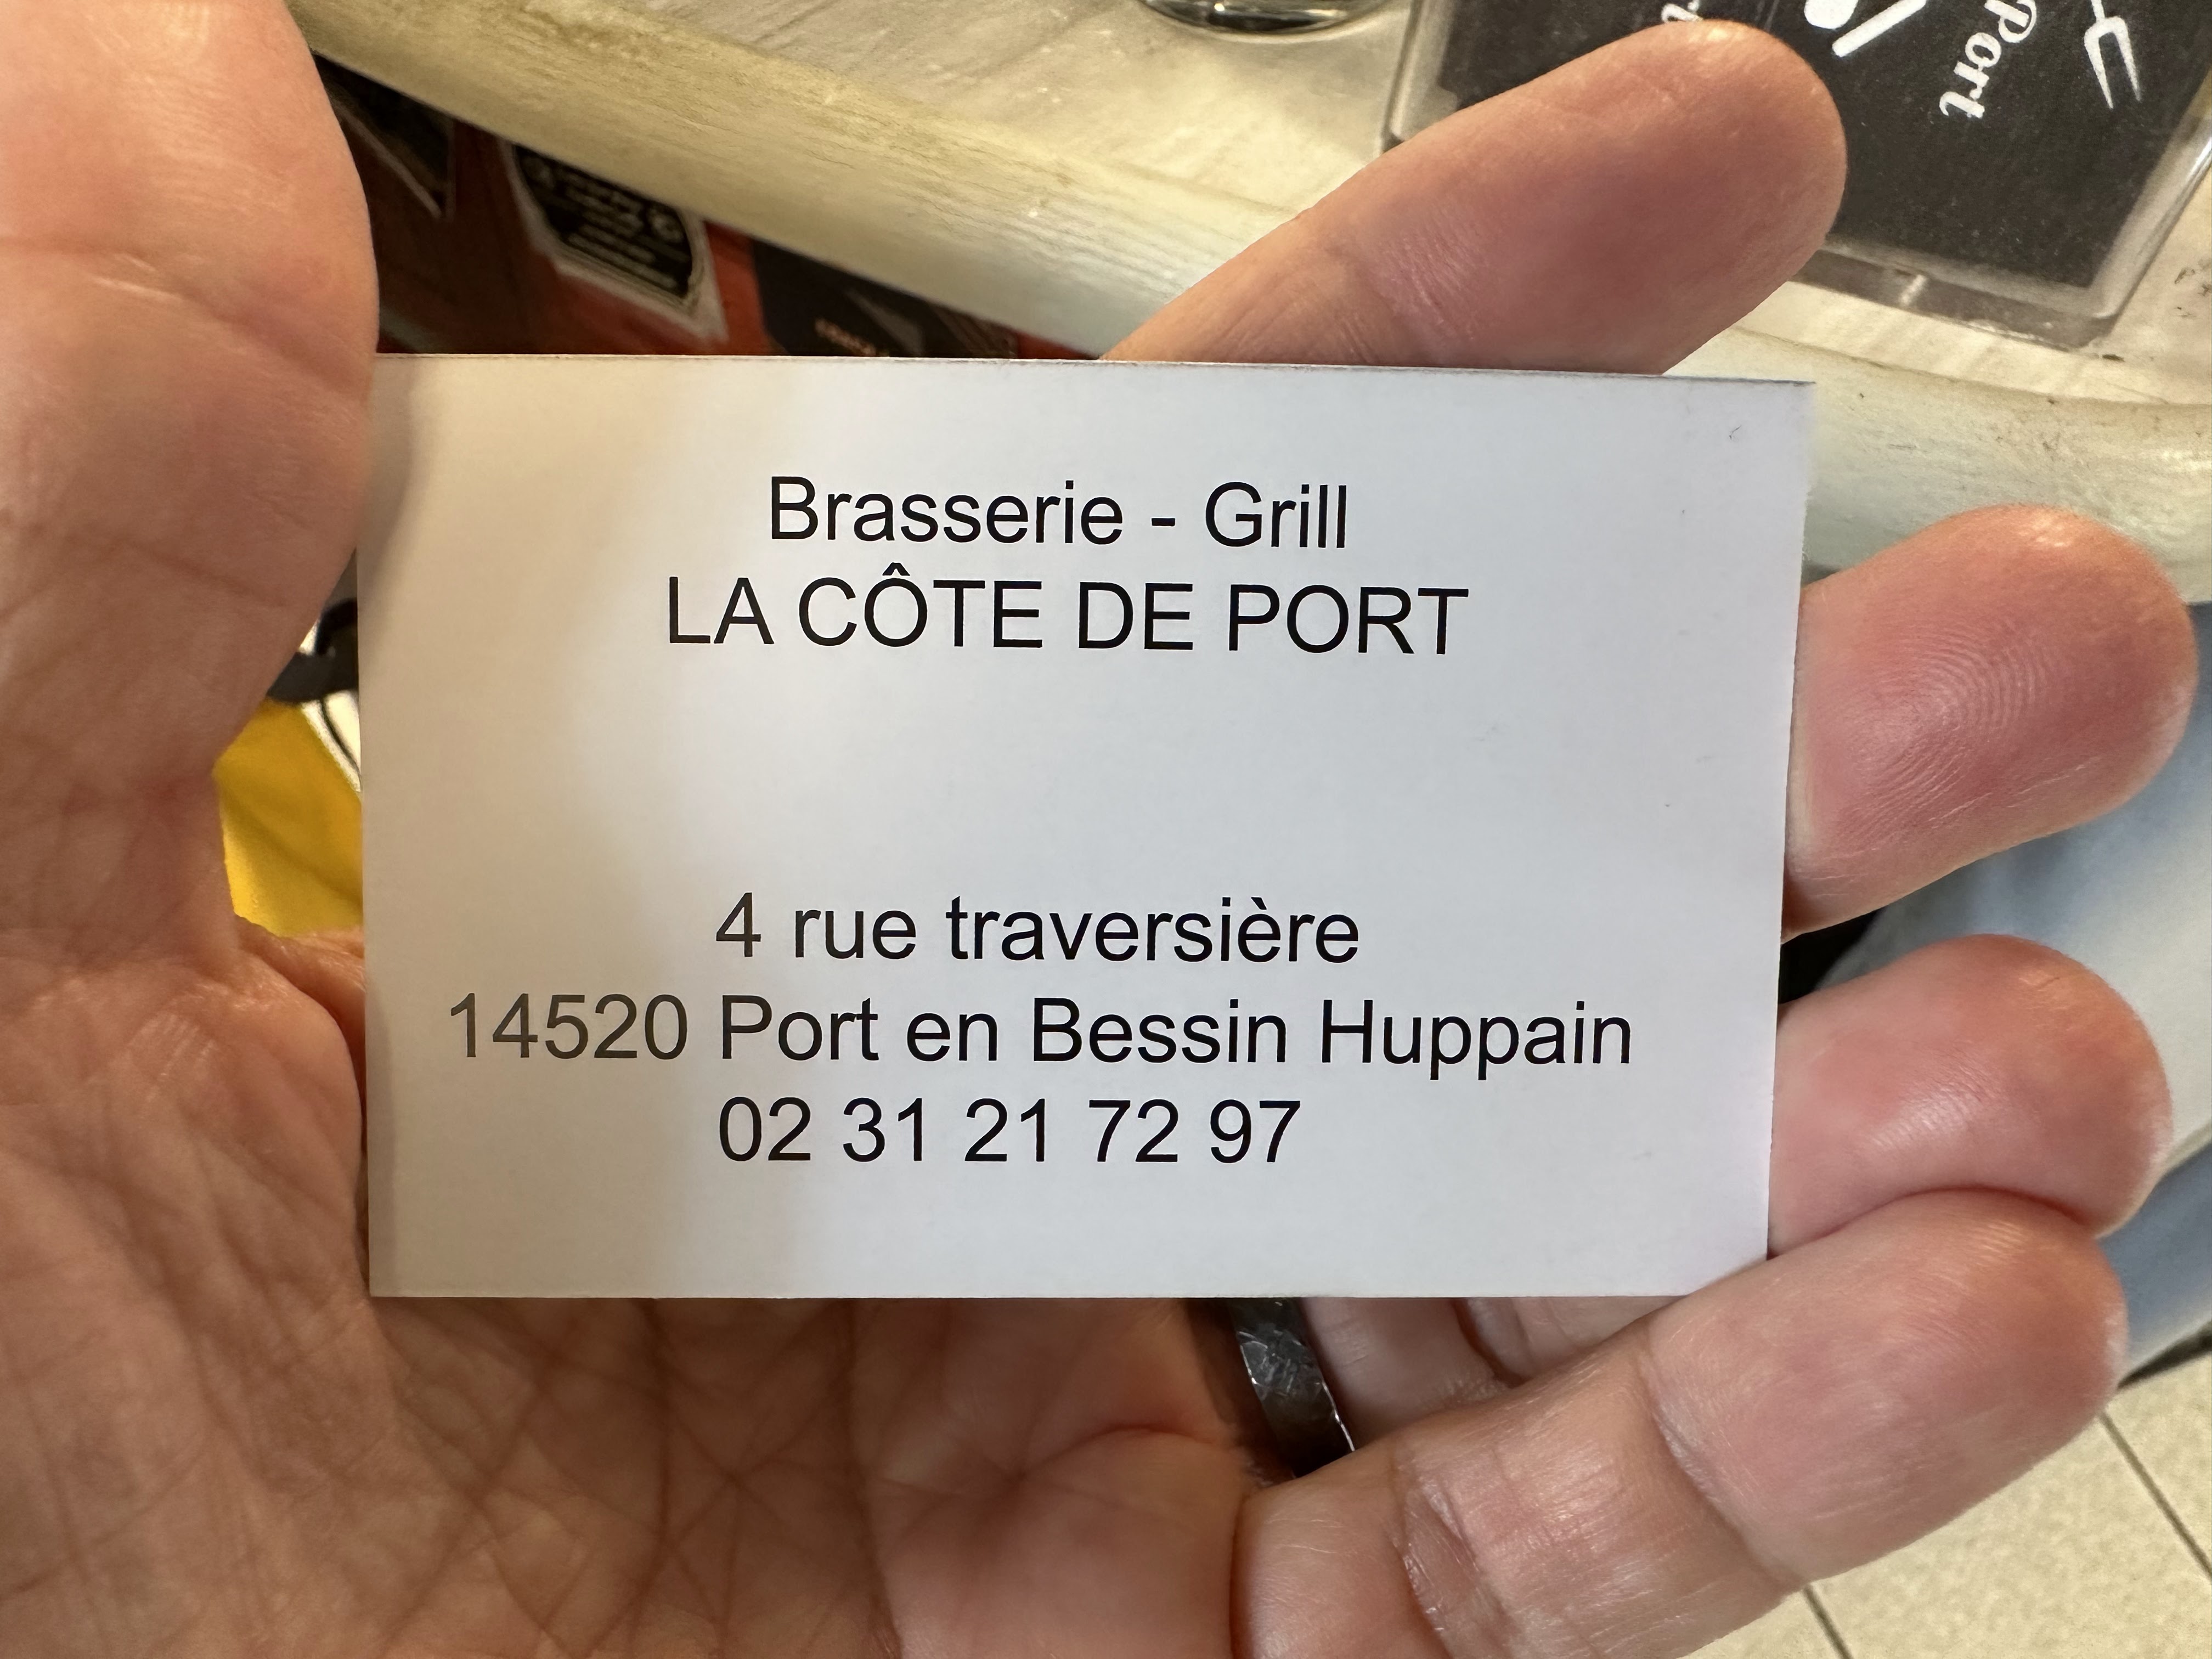 Port
Brasserie - Grill
LA CÔTE DE PORT
4 rue traversière
14520 Port en Bessin Huppain
02 31 21 72 97